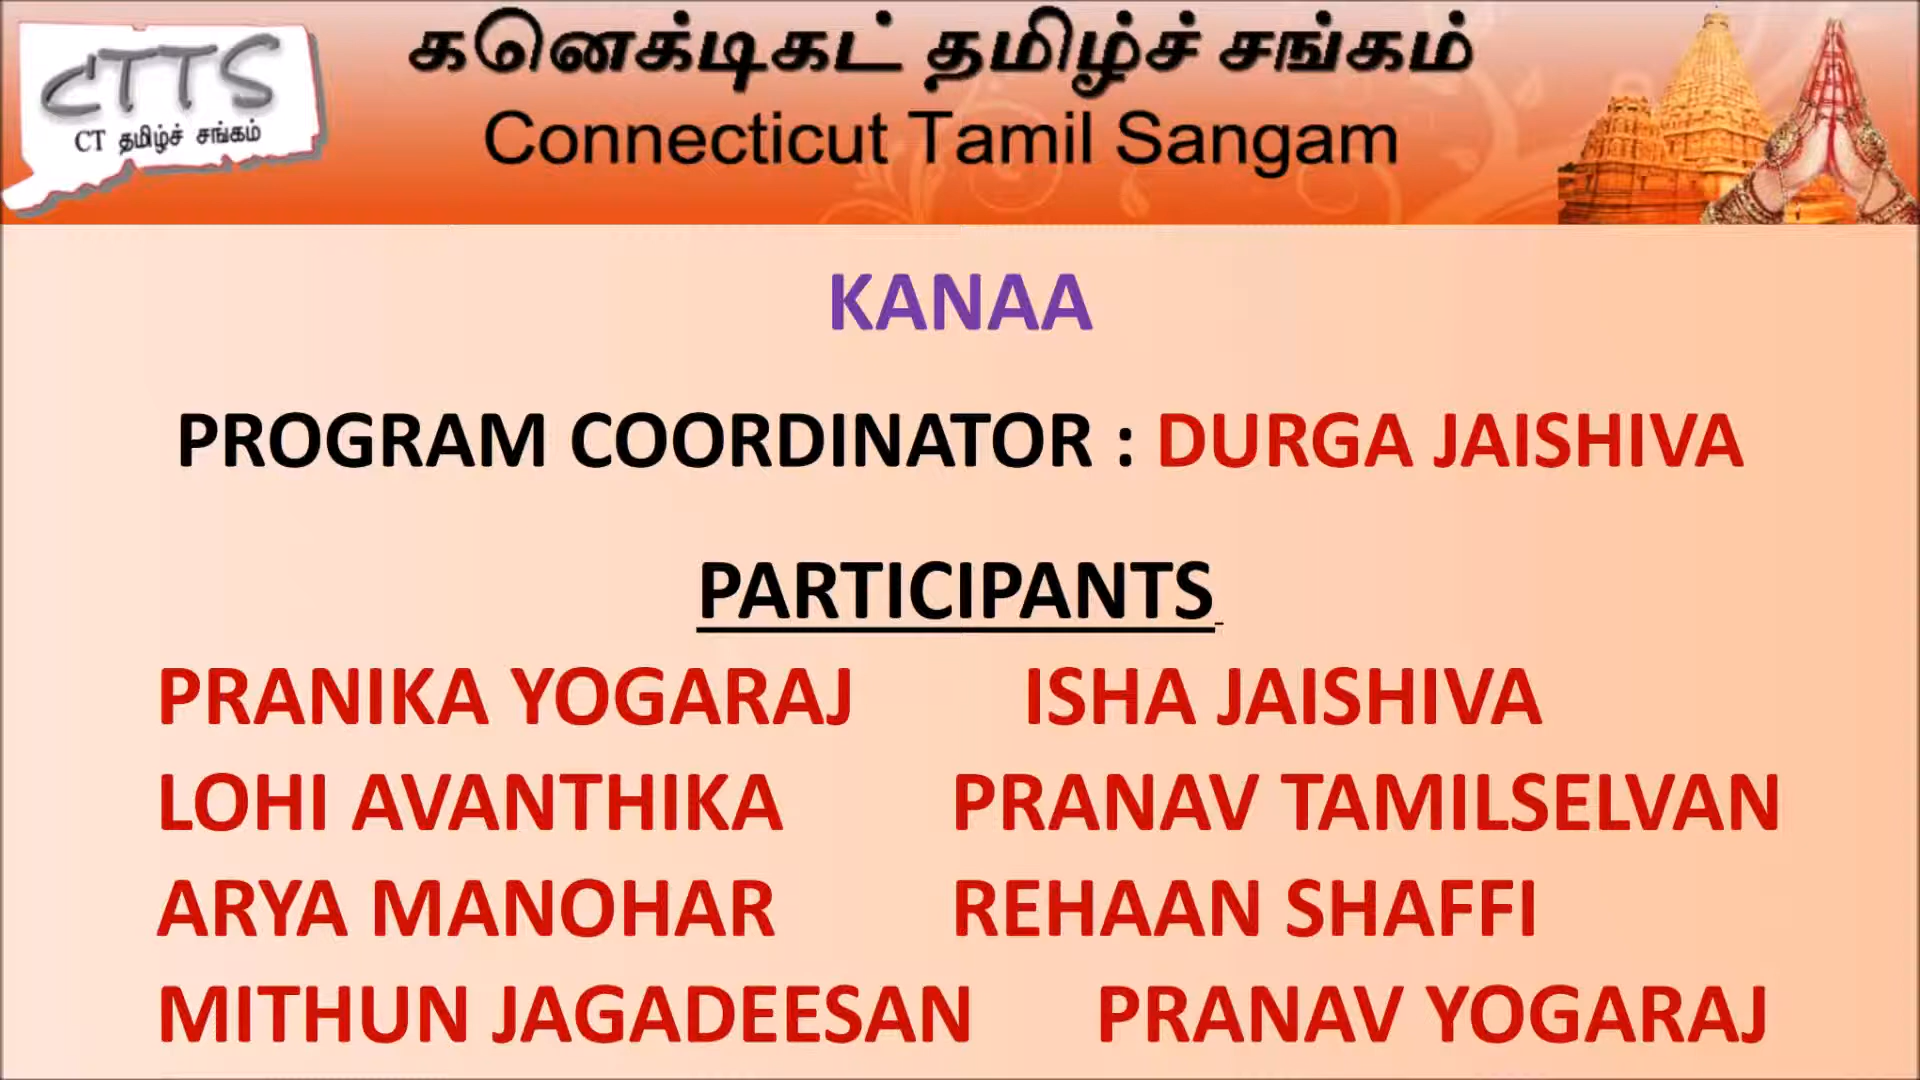 CTTS
CT தமிழ்ச் சங்கம்
கனெக்டிகட் தமிழ்ச் சங்கம்
Connecticut Tamil Sangam
KANAA
PROGRAM COORDINATOR : DURGA JAISHIVA
PARTICIPANTS
PRANIKA YOGARAJ ISHA JAISHIVA
LOHI AVANTHIKA PRANAV TAMILSELVAN
ARYA MANOHAR REHAAN SHAFFI
MITHUN JAGADEESAN PRANAV YOGARAJ